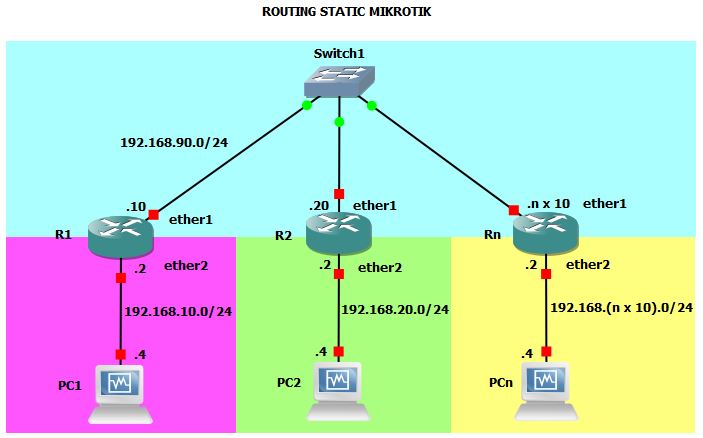 ROUTING STATIC MIKROTIK
Switch1
192.168.90.0/24
.10
ether1
R1
.2
ether2
192.168.10.0/24
.4
PC1
.20
ether1
R2
.2
ether2
192.168.20.0/24
.4
PC2
.n x 10
ether1
Rn
.2
ether2
192.168.(n x 10).0/24
.4
PCn